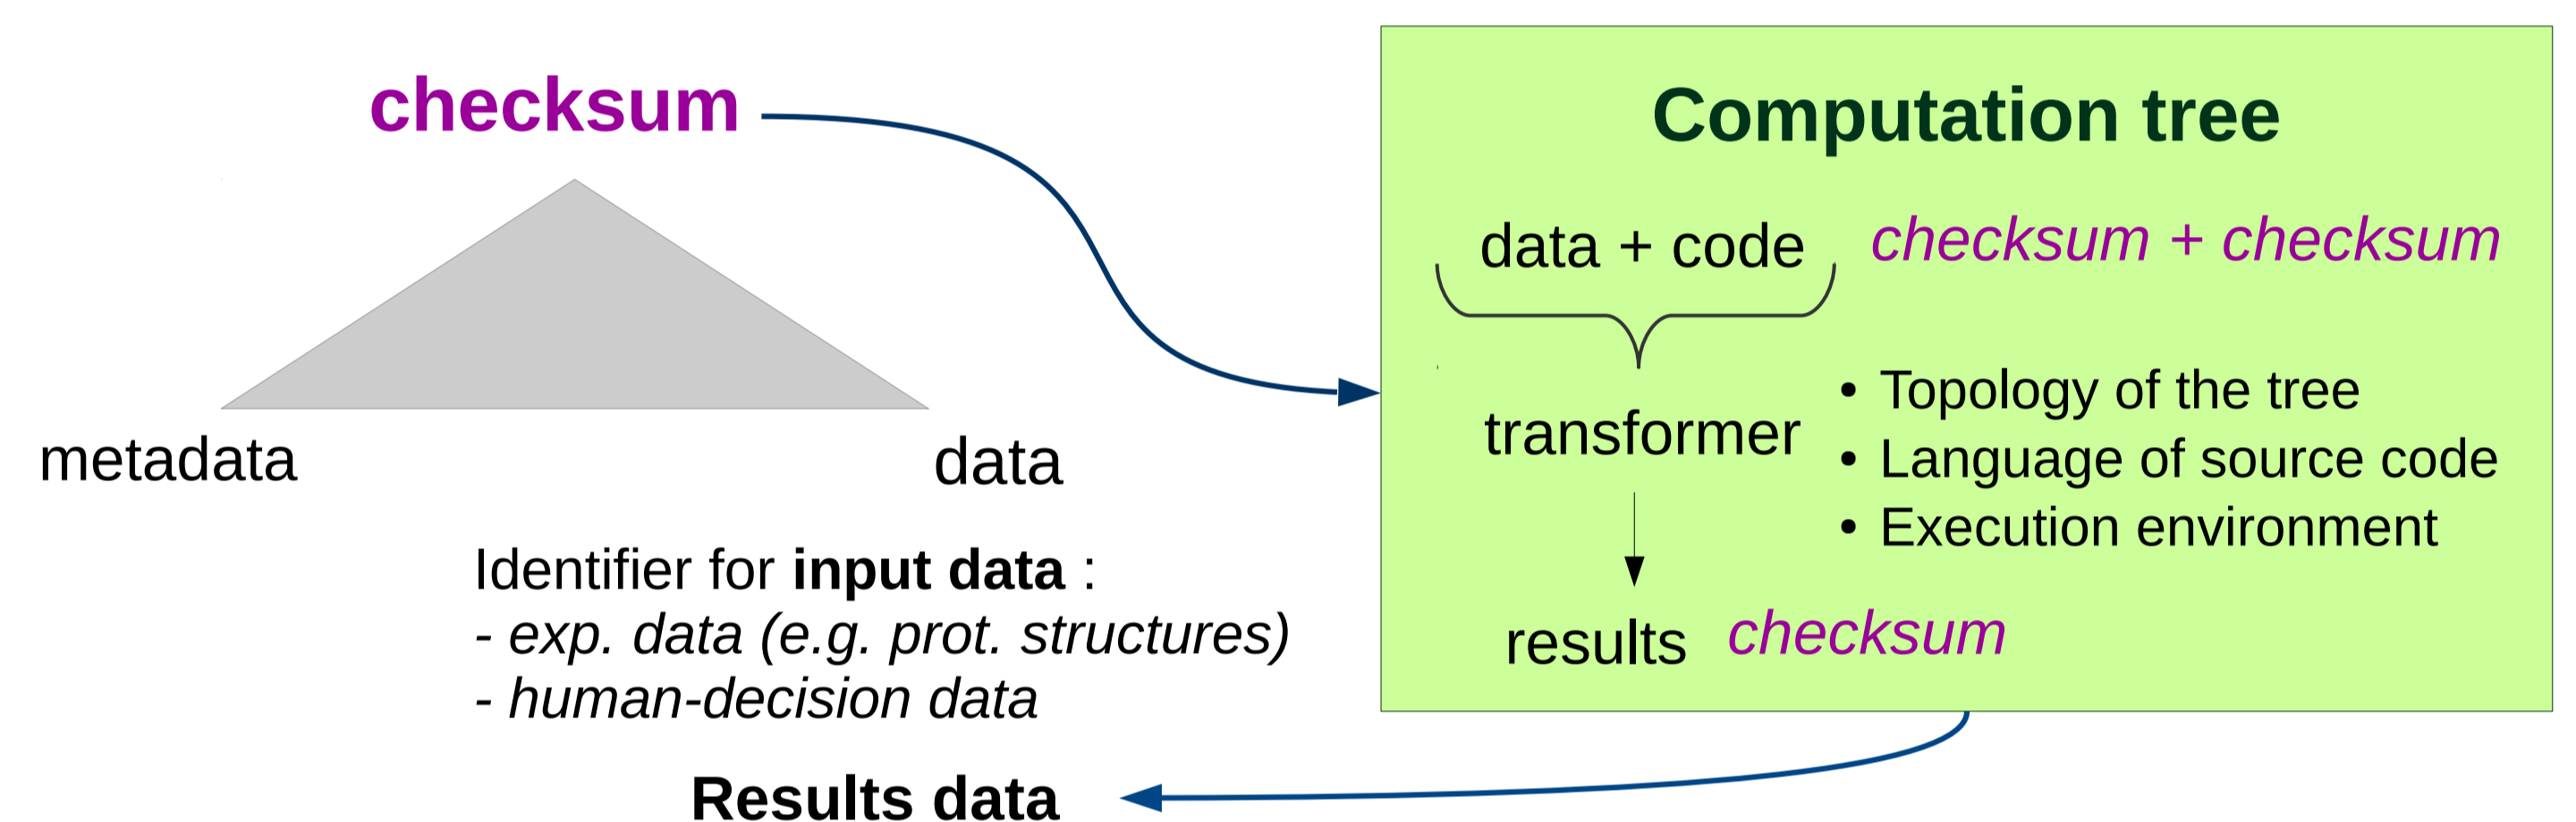 checksum
metadata
data
Identifier for input data :
- exp. data (e.g. prot. structures)
- human-decision data
Results data
Computation tree
data + code
checksum + checksum
transformer
• Topology of the tree
• Language of source code
• Execution environment
results
checksum